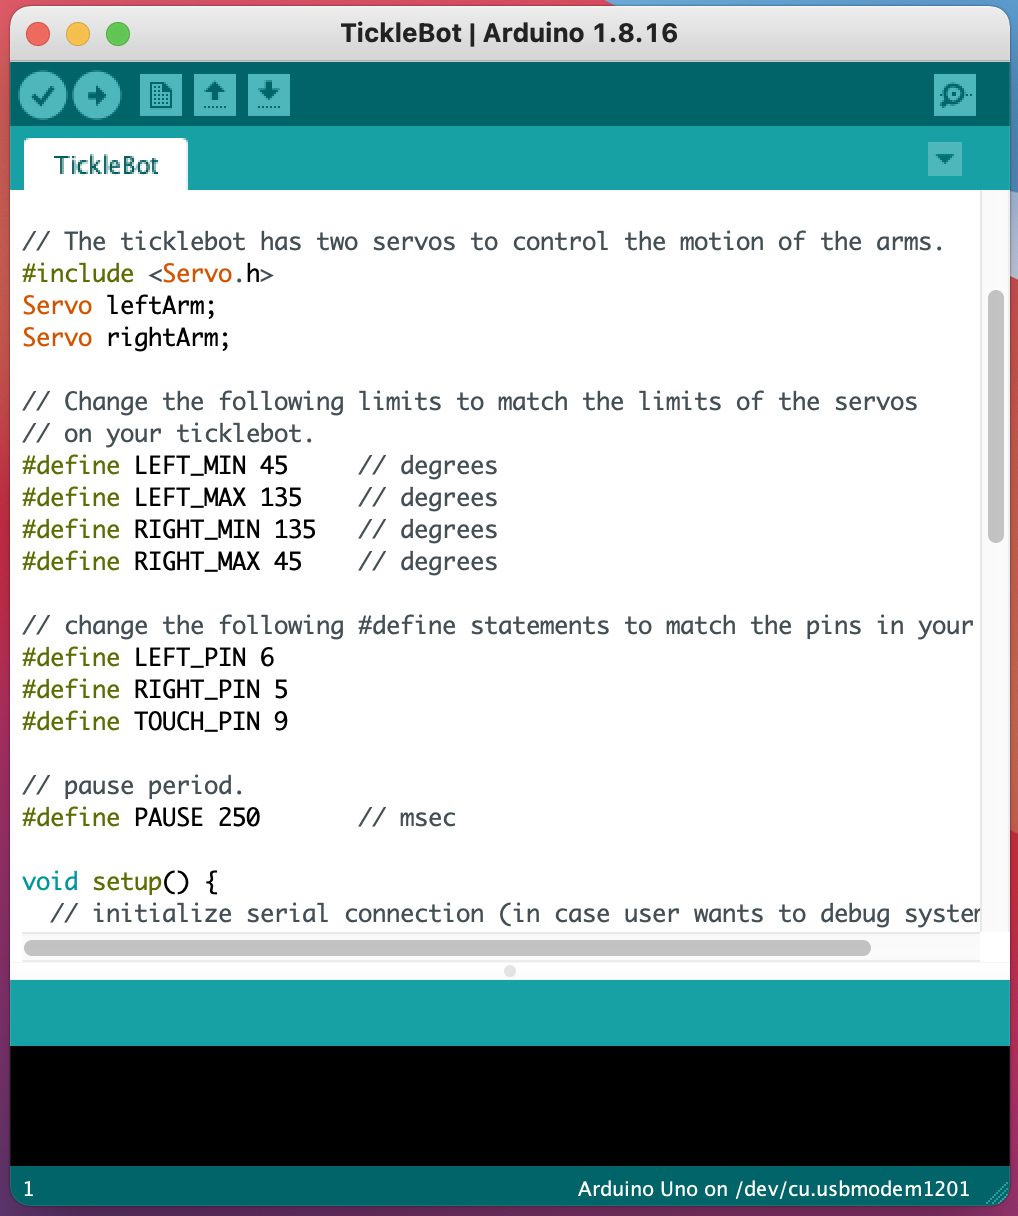 TickleBot | Arduino 1.8.16
TickleBot
// The ticklebot has two servos to control the motion of the arms.
#include <Servo.h>
Servo leftArm;
Servo rightArm;
// Change the following limits to match the limits of the servos
// on your ticklebot.
#define LEFT_MIN 45     // degrees
#define LEFT_MAX 135    // degrees
#define RIGHT_MIN 135   // degrees
#define RIGHT_MAX 45    // degrees
// change the following #define statements to match the pins in your
#define LEFT_PIN 6
#define RIGHT_PIN 5
#define TOUCH_PIN 9
// pause period.
#define PAUSE 250       // msec
void setup() {
  // initialize serial connection (in case user wants to debug system
1
Arduino Uno on /dev/cu.usbmodem1201